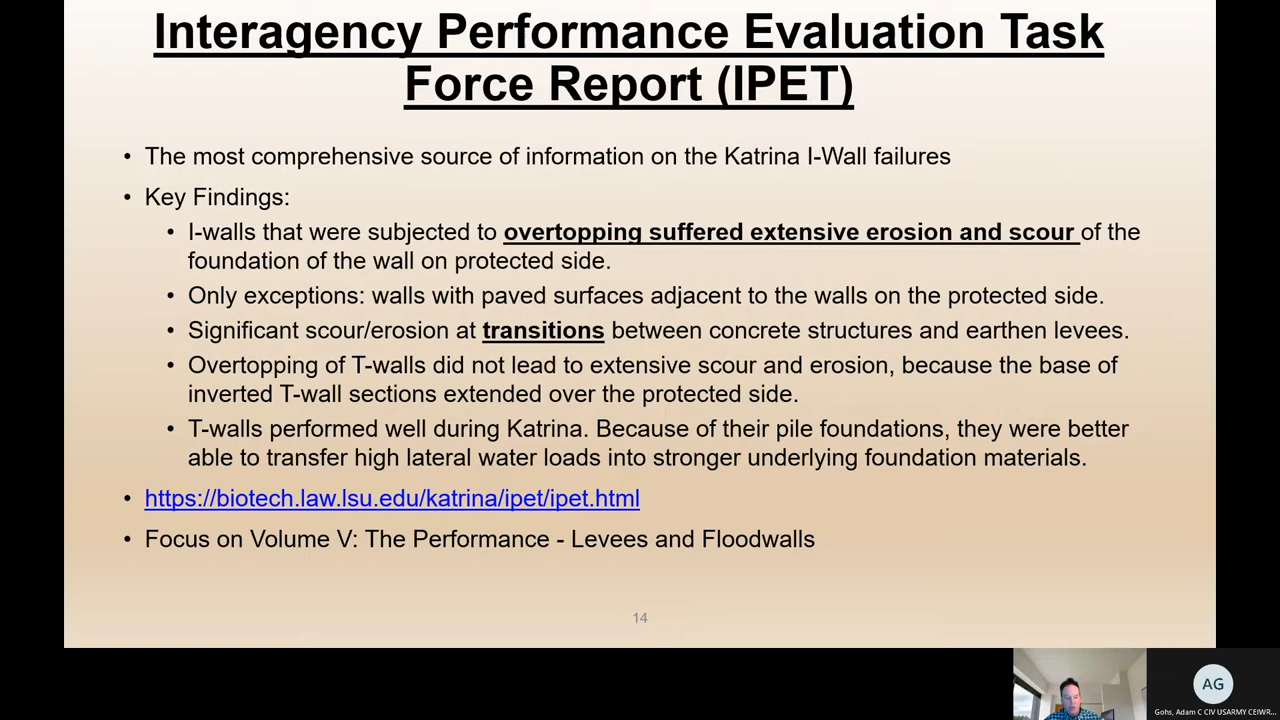 Interagency Performance Evaluation Task
Force Report (IPET)
• The most comprehensive source of information on the Katrina I-Wall failures
• Key Findings:
• I-walls that were subjected to overtopping suffered extensive erosion and scour of the
foundation of the wall on protected side.
• Only exceptions: walls with paved surfaces adjacent to the walls on the protected side.
• Significant scour/erosion at transitions between concrete structures and earthen levees.
• Overtopping of T-walls did not lead to extensive scour and erosion, because the base of
inverted T-wall sections extended over the protected side.
• T-walls performed well during Katrina. Because of their pile foundations, they were better
able to transfer high lateral water loads into stronger underlying foundation materials.
• https://biotech.law.lsu.edu/katrina/ipet/ipet.html
• Focus on Volume V: The Performance - Levees and Floodwalls
14
AG
Gohs, Adam C CIV USARMY CEIWR...